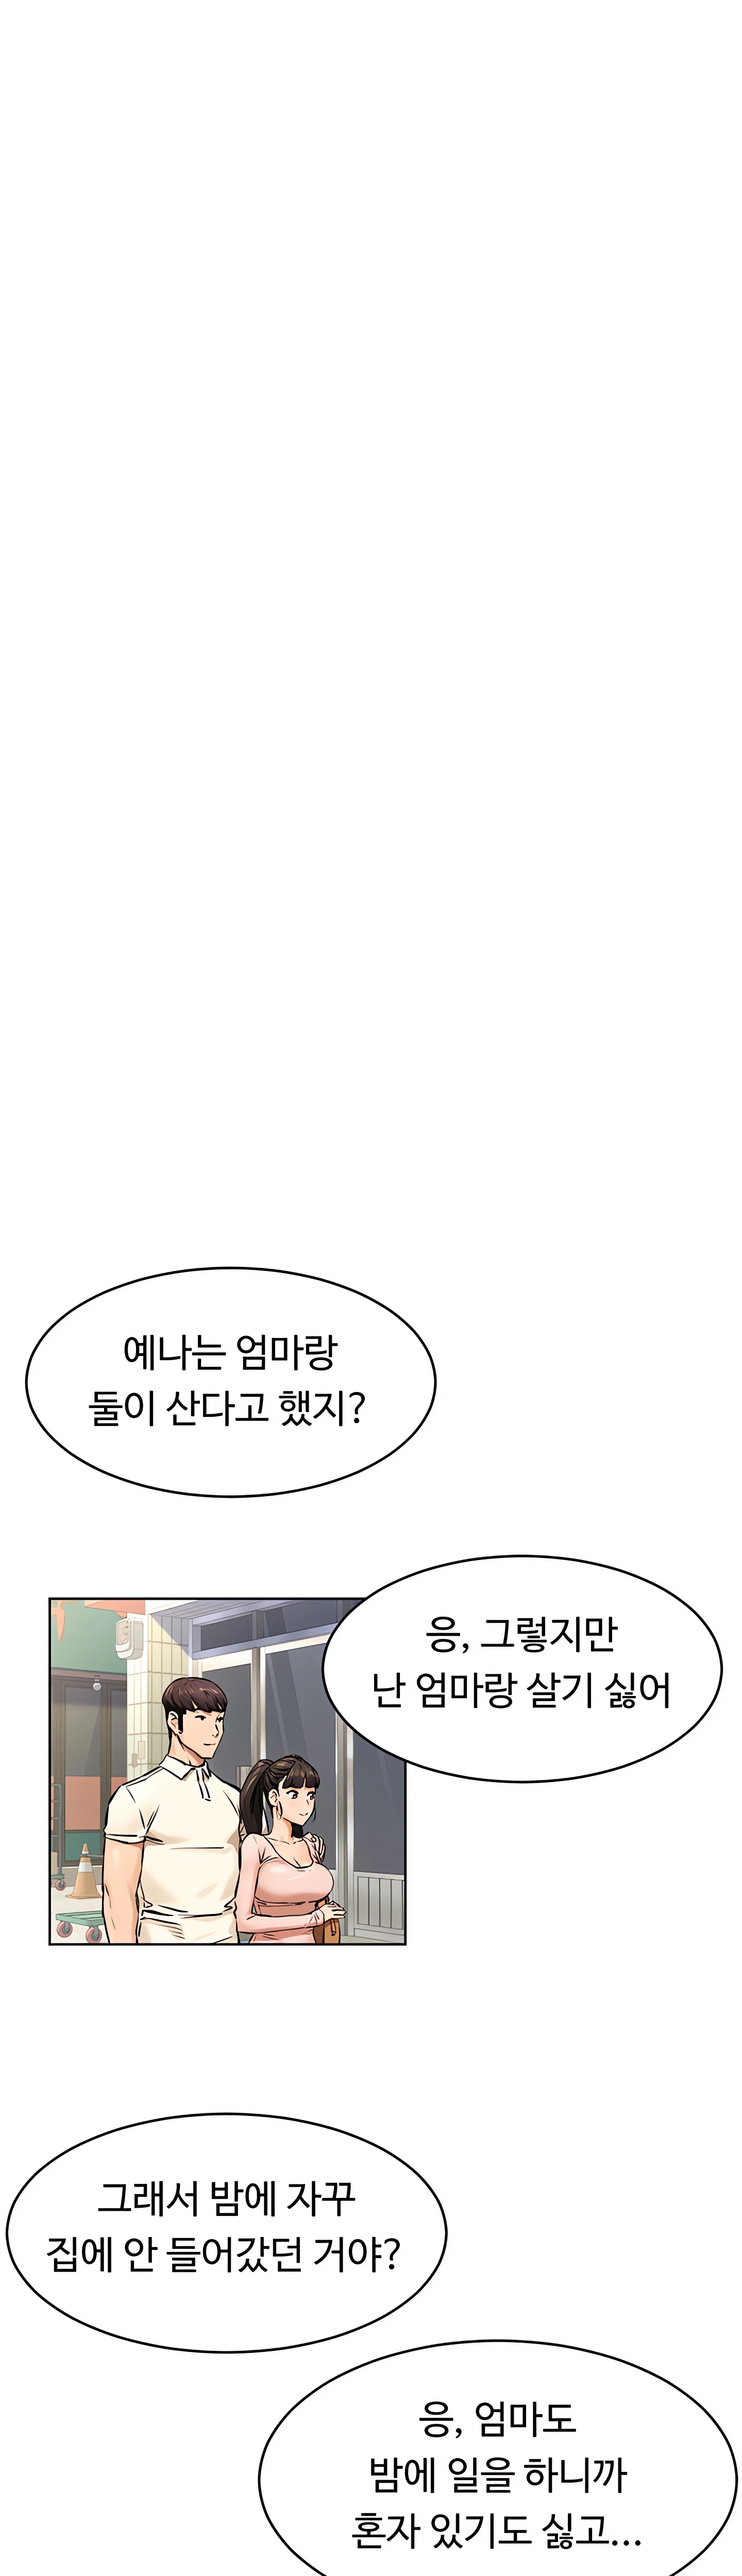 예나는 엄마랑
둘이 산다고 했지?
응, 그렇지만
난 엄마랑 살기 싫어
그래서 밤에 자꾸
집에 안 들어갔던 거야?
응, 엄마도
밤에 일을 하니까
혼자 있기도 싫고...